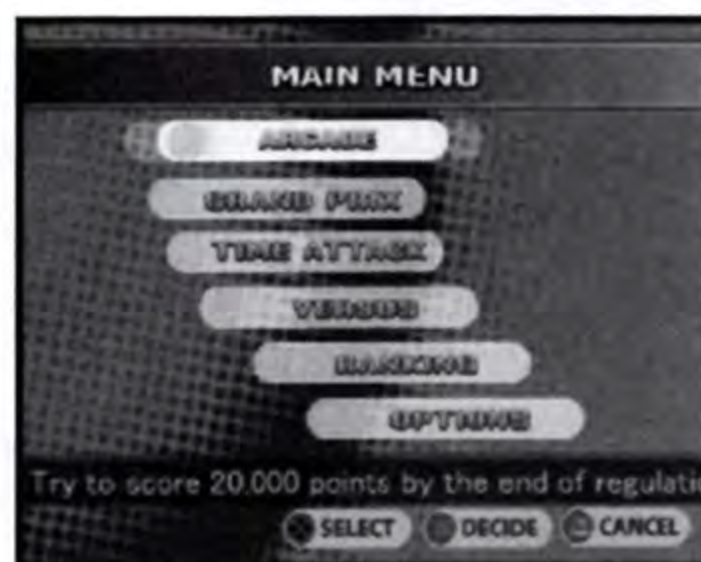 MAIN MENU
ARCADE
GRAND PRIX
TIME ATTACK
VERSUS
RANKING
OPTIONS
Try to score 20,000 points by the end of regulatio
SELECT DECIDE CANCEL